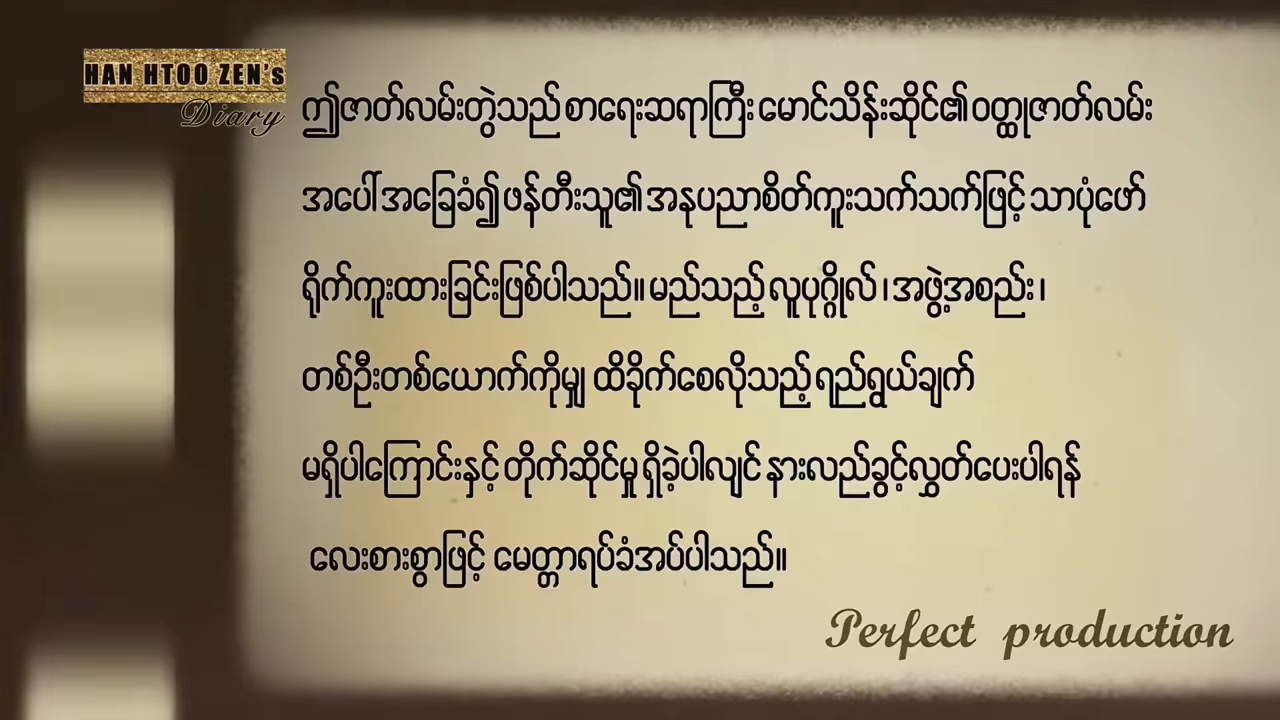 HAN HTOO ZEN's
Diary
ဤဇာတ်လမ်းတွဲသည် စာရေးဆရာကြီး မောင်သိန်းဆိုင်၏ ဝတ္ထုဇာတ်လမ်း
အပေါ် အခြေခံ၍ ဖန်တီးသူ၏ အနုပညာစိတ်ကူးသက်သက်ဖြင့် သာပုံဖော်
ရိုက်ကူးထားခြင်းဖြစ်ပါသည်။ မည်သည့် လူပုဂ္ဂိုလ် ၊ အဖွဲ့အစည်း ၊
တစ်ဦးတစ်ယောက်ကိုမျှ ထိခိုက်စေလိုသည့် ရည်ရွယ်ချက်
မရှိပါကြောင်းနှင့် တိုက်ဆိုင်မှု ရှိခဲ့ပါလျင် နားလည်ခွင့်လွှတ်ပေးပါရန်
လေးစားစွာဖြင့် မေတ္တာရပ်ခံအပ်ပါသည်။
Perfect production